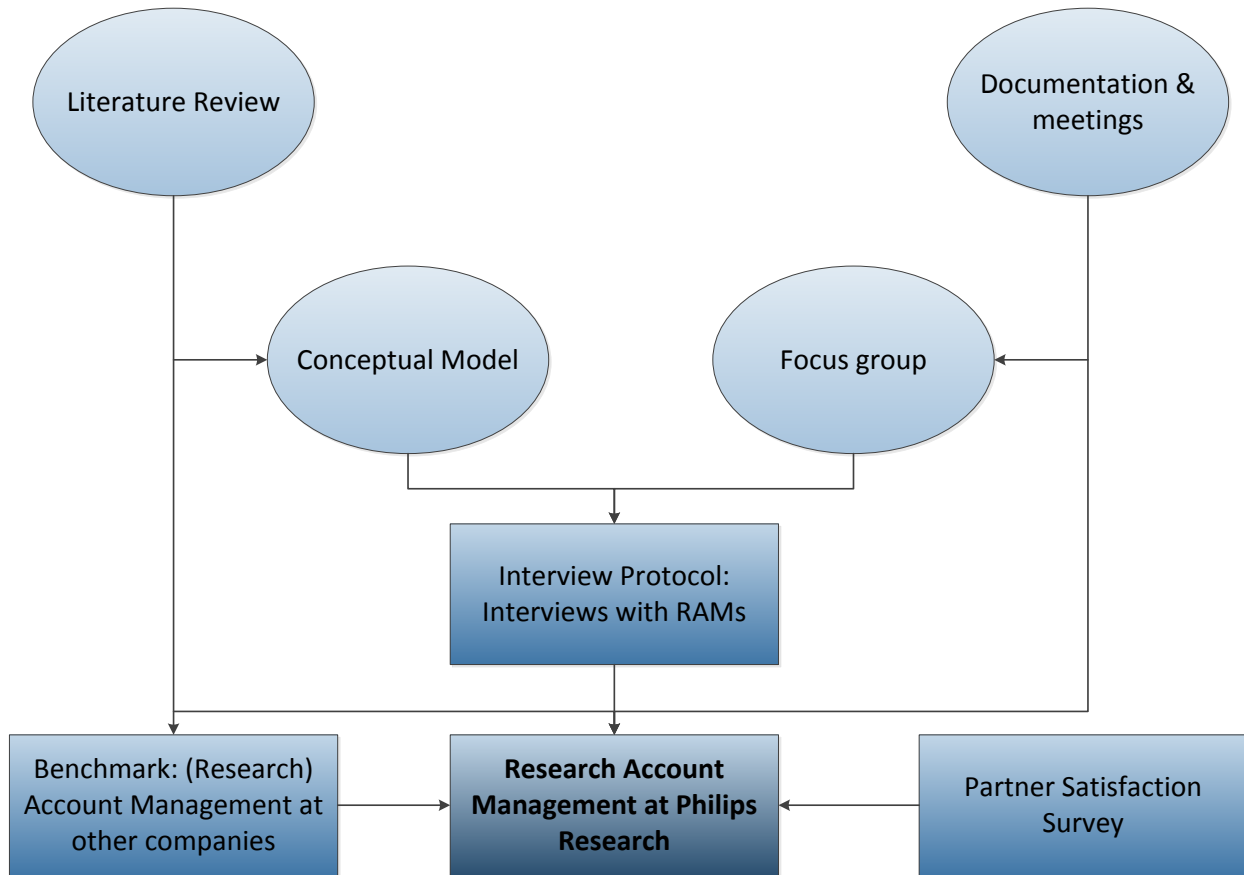 Literature Review
Documentation &
meetings
Conceptual Model
Focus group
Interview Protocol:
Interviews with RAMs
Benchmark: (Research)
Account Management at
other companies
Research Account
Management at Philips
Research
Partner Satisfaction
Survey